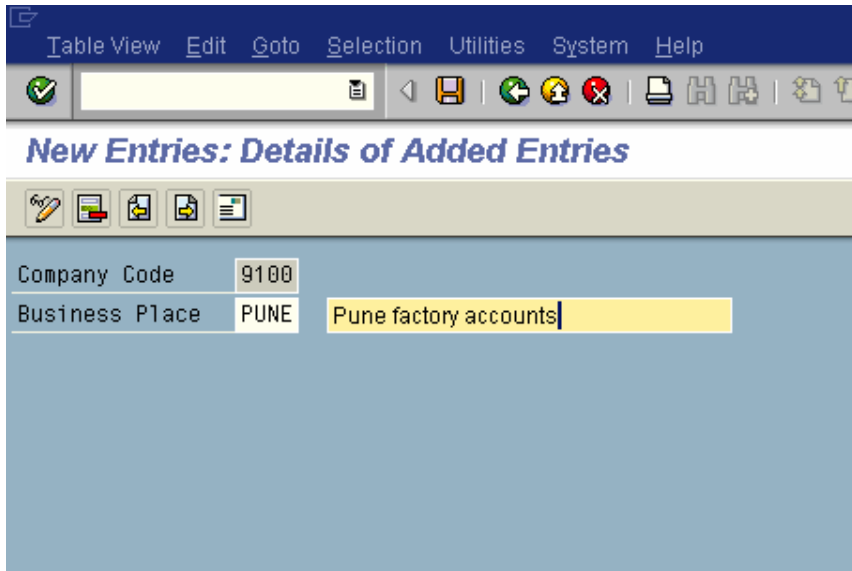 Table View Edit Goto Selection Utilities System Help
New Entries: Details of Added Entries
Company Code 9100
Business Place PUNE Pune factory accounts